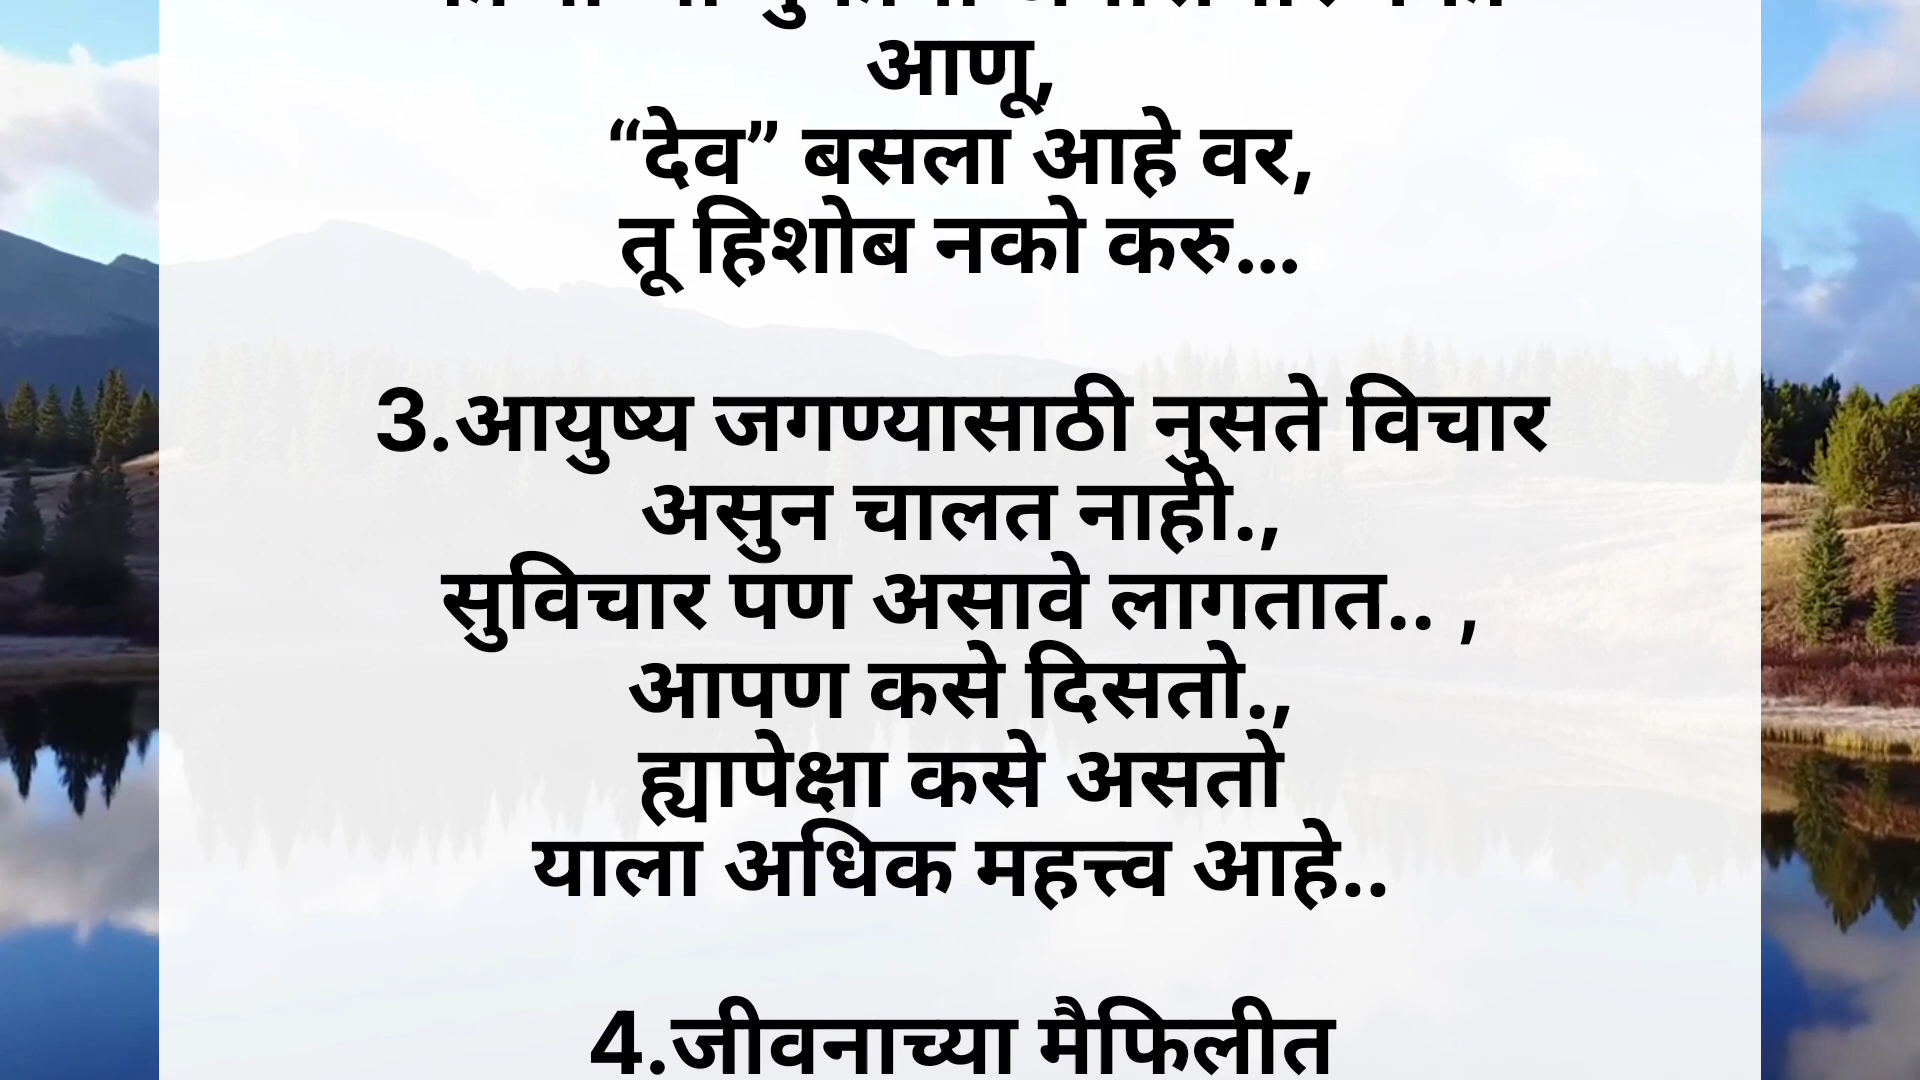 आणू,
“देव” बसला आहे वर,
तू हिशोब नको करु...
3.आयुष्य जगण्यासाठी नुसते विचार
असुन चालत नाही.,
सुविचार पण असावे लागतात.. ,
आपण कसे दिसतो.,
ह्यापेक्षा कसे असतो
याला अधिक महत्त्व आहे..
4.जीवनाच्या मैफिलीत